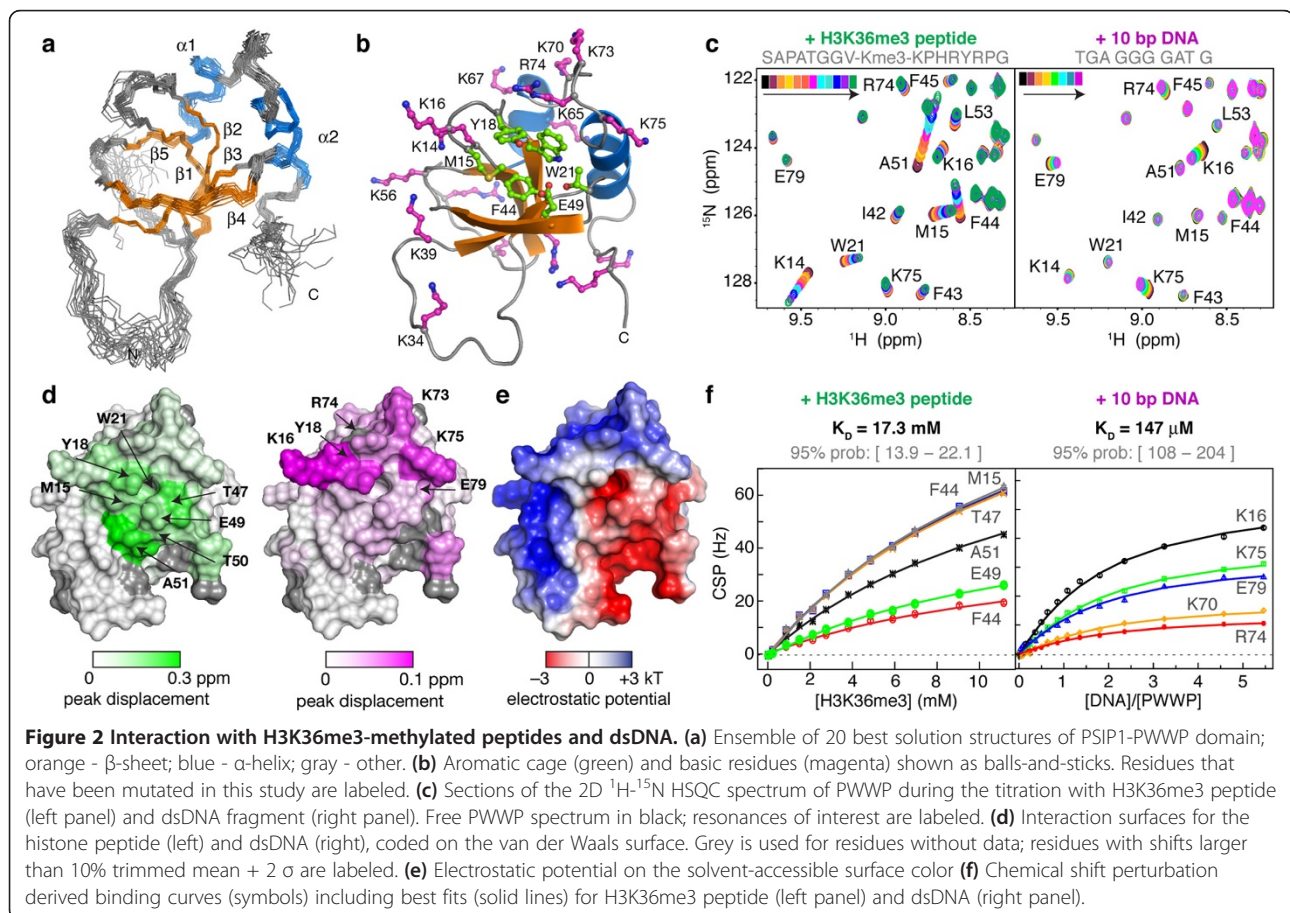 a
α1
α2
β2
β3
β5
β1
β4
N
C
b
K70
K73
R74
K67
K65
K16
Y18
K75
K14
M15
W21
K56
F44
E49
K39
K34
C
c
+ H3K36me3 peptide
SAPATGGV-Kme3-KPHRYRPG
+ 10 bp DNA
TGA GGG GAT G
122
124
126
128
15N (ppm)
R74
F45
L53
A51
K16
E79
I42
M15
F44
W21
K14
K75
F43
9.5
9.0
8.5
1H (ppm)
R74
F45
L53
A51
K16
E79
I42
M15
F44
W21
K14
K75
F43
9.5
9.0
8.5
1H (ppm)
d
W21
Y18
M15
T47
E49
T50
A51
0
0.3 ppm
peak displacement
R74
K73
Y18
K16
K75
E79
0
0.1 ppm
peak displacement
e
−3
0
+3 kT
electrostatic potential
f
+ H3K36me3 peptide
KD = 17.3 mM
95% prob: [ 13.9 – 22.1 ]
+ 10 bp DNA
KD = 147 μM
95% prob: [ 108 – 204 ]
60
40
20
0
CSP (Hz)
M15
F44
T47
A51
E49
F44
0 2 4 6 8 10
[H3K36me3] (mM)
K16
K75
E79
K70
R74
0 1 2 3 4 5
[DNA]/[PWWP]
Figure 2 Interaction with H3K36me3-methylated peptides and dsDNA. (a) Ensemble of 20 best solution structures of PSIP1-PWWP domain;
orange - β-sheet; blue - α-helix; gray - other. (b) Aromatic cage (green) and basic residues (magenta) shown as balls-and-sticks. Residues that
have been mutated in this study are labeled. (c) Sections of the 2D 1H-15N HSQC spectrum of PWWP during the titration with H3K36me3 peptide
(left panel) and dsDNA fragment (right panel). Free PWWP spectrum in black; resonances of interest are labeled. (d) Interaction surfaces for the
histone peptide (left) and dsDNA (right), coded on the van der Waals surface. Grey is used for residues without data; residues with shifts larger
than 10% trimmed mean + 2 σ are labeled. (e) Electrostatic potential on the solvent-accessible surface color (f) Chemical shift perturbation
derived binding curves (symbols) including best fits (solid lines) for H3K36me3 peptide (left panel) and dsDNA (right panel).